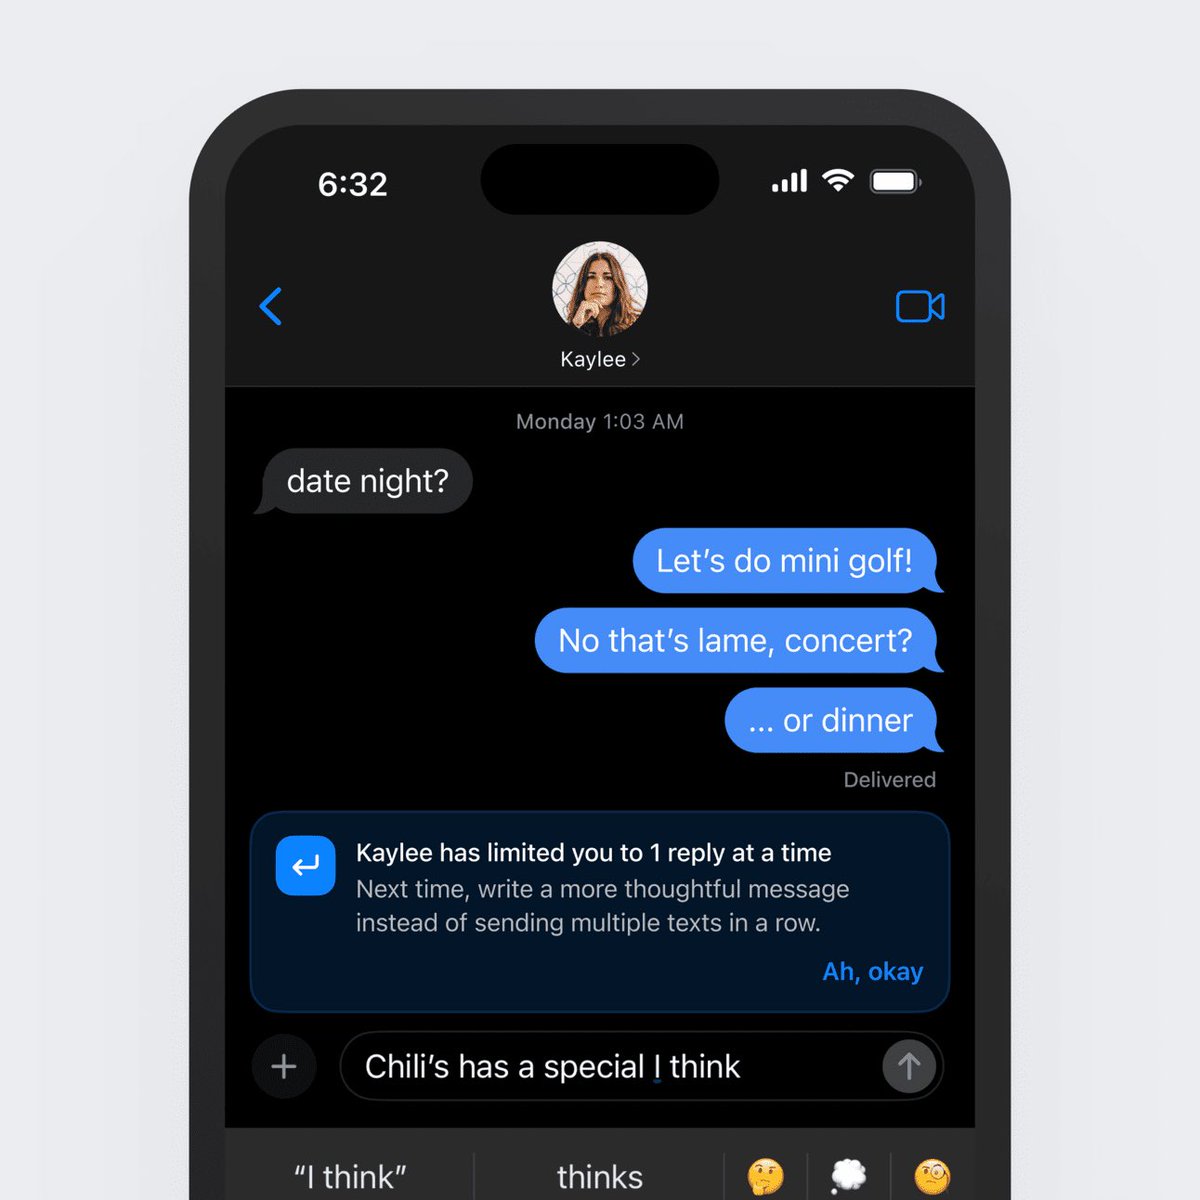 6:32
Kaylee
Monday 1:03 AM
date night?
Let’s do mini golf!
No that’s lame, concert?
... or dinner
Delivered
Kaylee has limited you to 1 reply at a time
Next time, write a more thoughtful message
instead of sending multiple texts in a row.
Ah, okay
Chili’s has a special I think
“I think” thinks